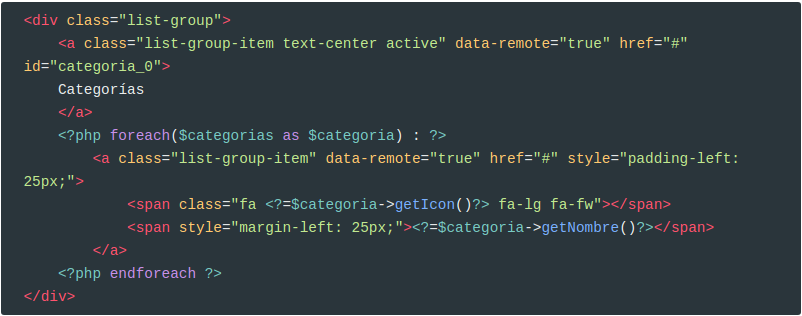 <div class="list-group">
<a class="list-group-item text-center active" data-remote="true" href="#"
id="categoria_0">
Categorías
</a>
<?php foreach($categorias as $categoria) : ?>
<a class="list-group-item" data-remote="true" href="#" style="padding-left:
25px;">
<span class="fa <?=$categoria->getIcon()?> fa-lg fa-fw"></span>
<span style="margin-left: 25px;"><?=$categoria->getNombre()?></span>
</a>
<?php endforeach ?>
</div>